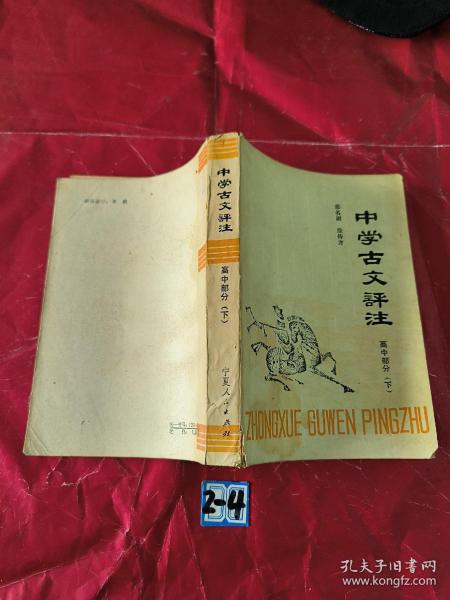 中学古文評注
高中部分(下)
宁夏人民出版社
中学古文評注
高中部分(下)
ZHONGXUE GUWEN PINGZHU
2-4
孔夫子旧书网
www.kongfz.com